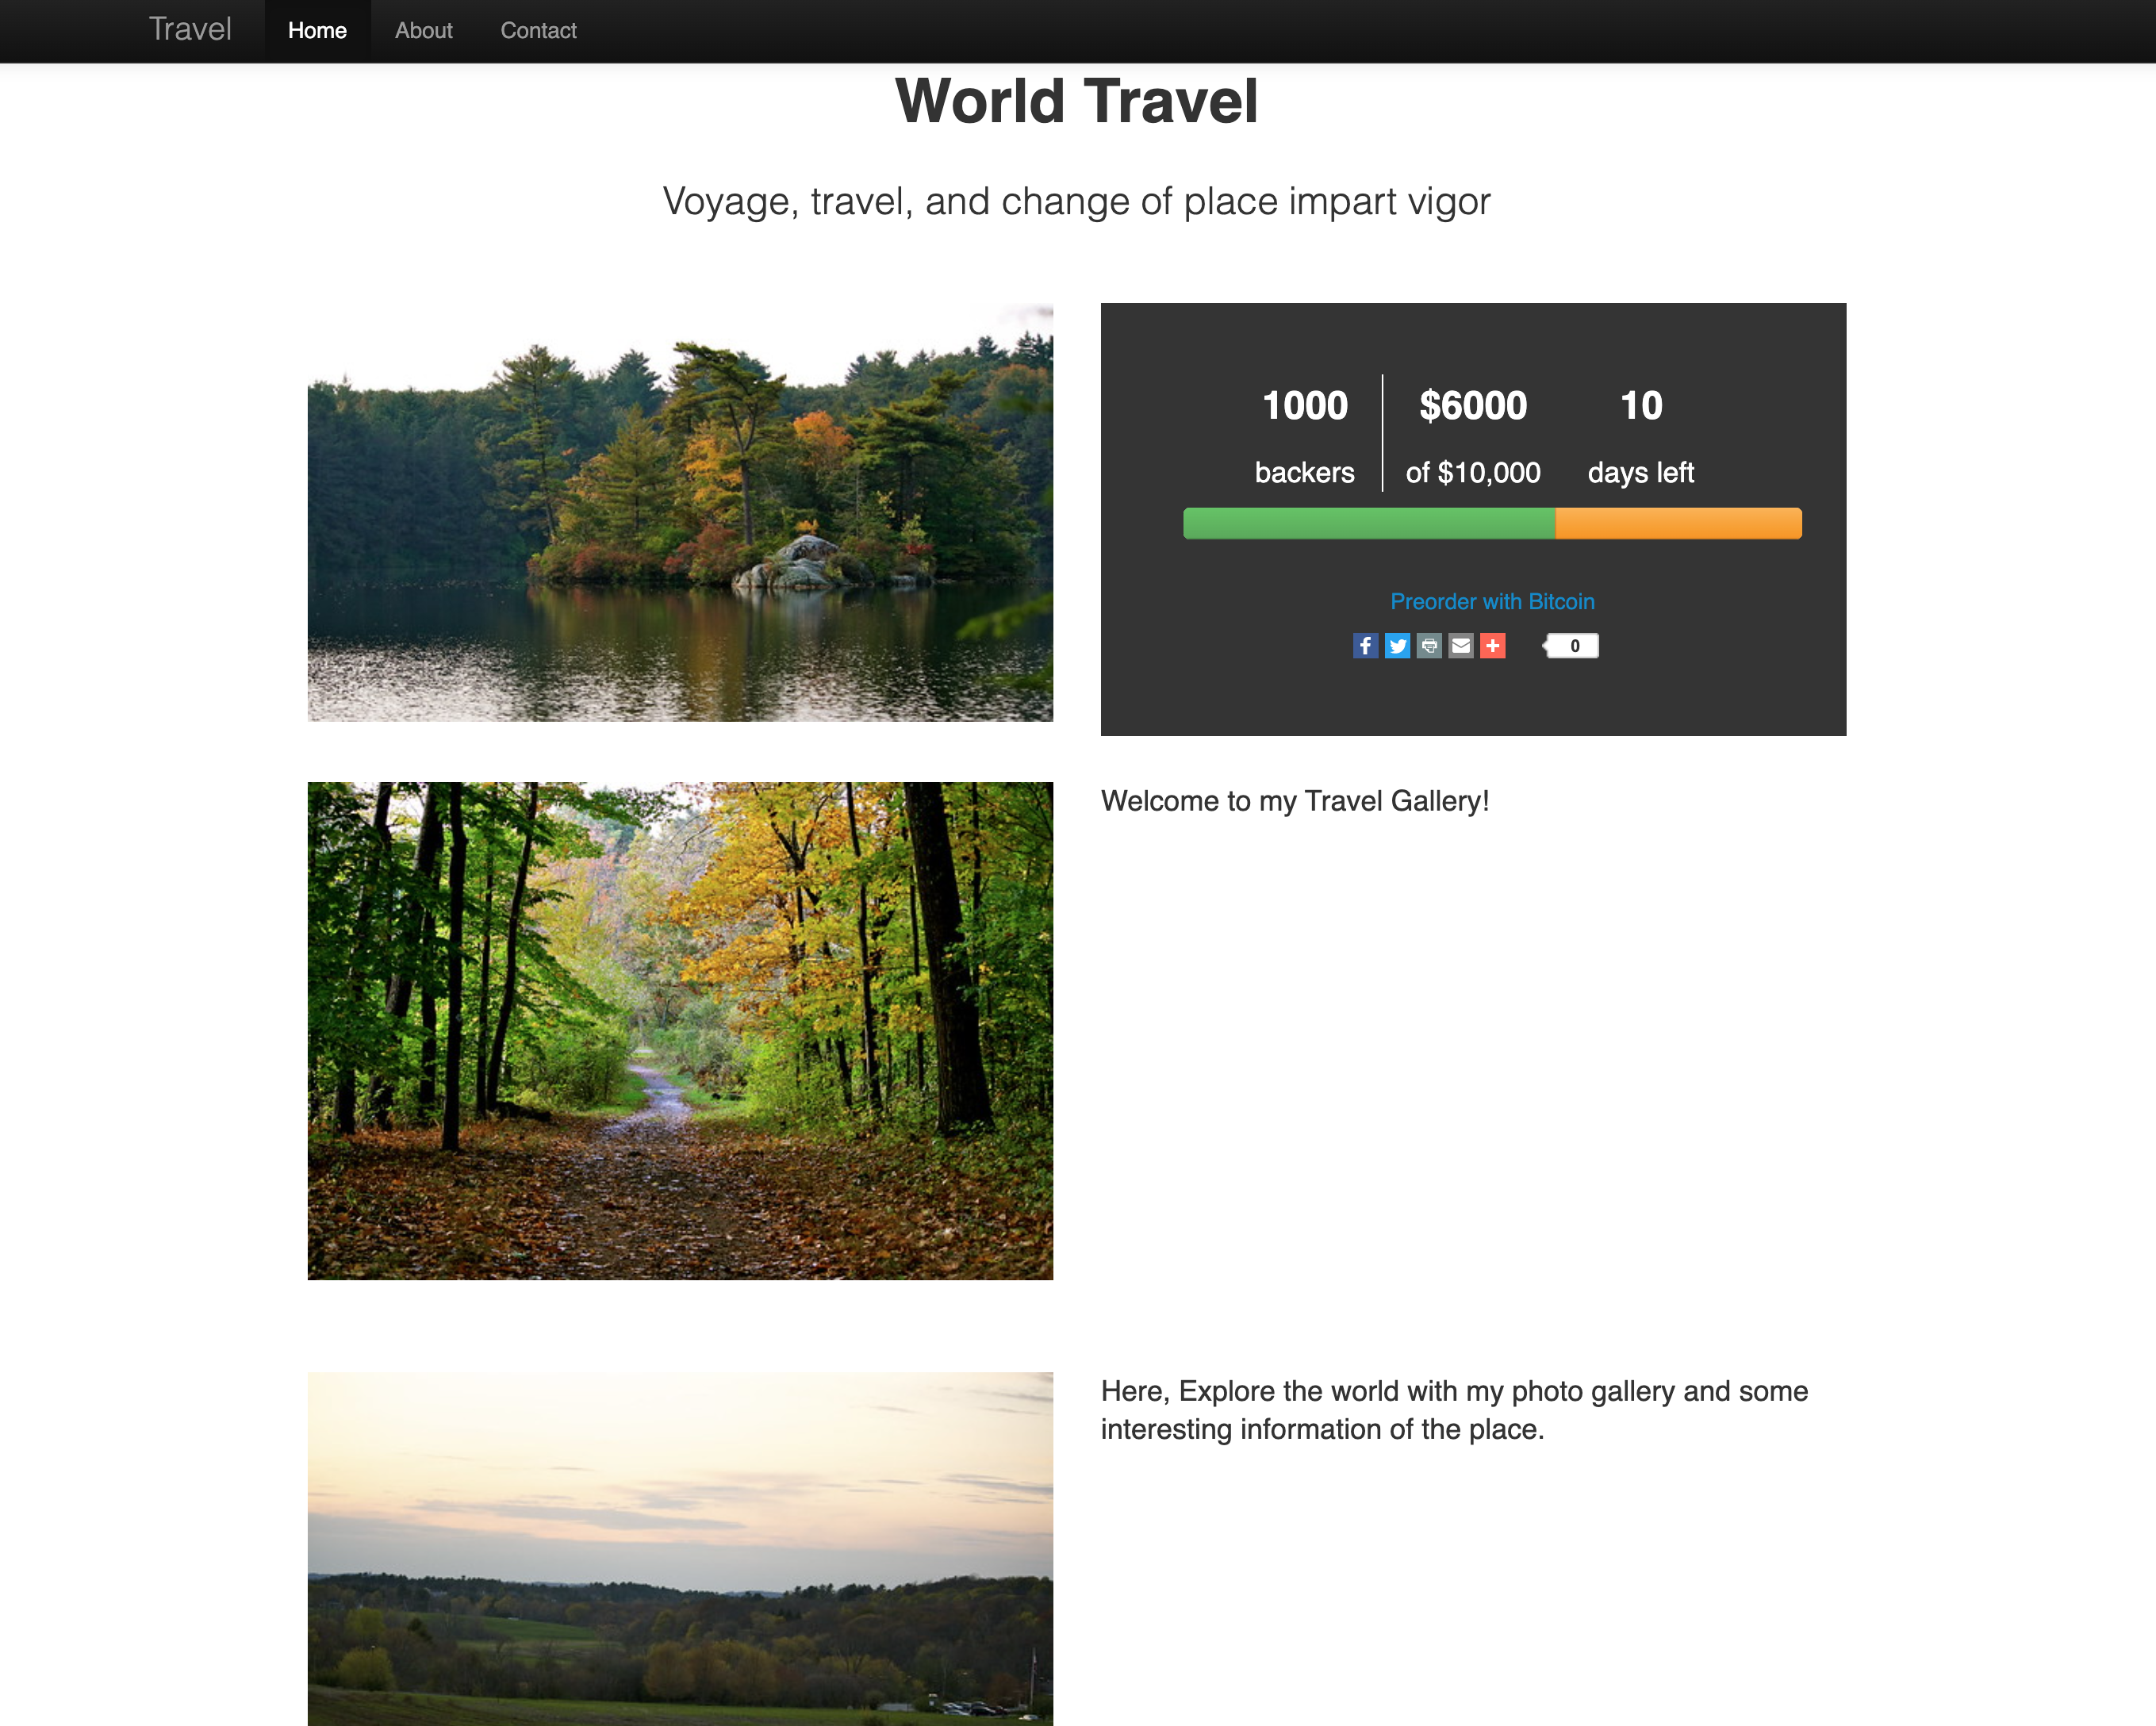 Travel Home About Contact
World Travel
Voyage, travel, and change of place impart vigor
1000 $6000 10
backers of $10,000 days left
Preorder with Bitcoin
0
Welcome to my Travel Gallery!
Here, Explore the world with my photo gallery and some
interesting information of the place.